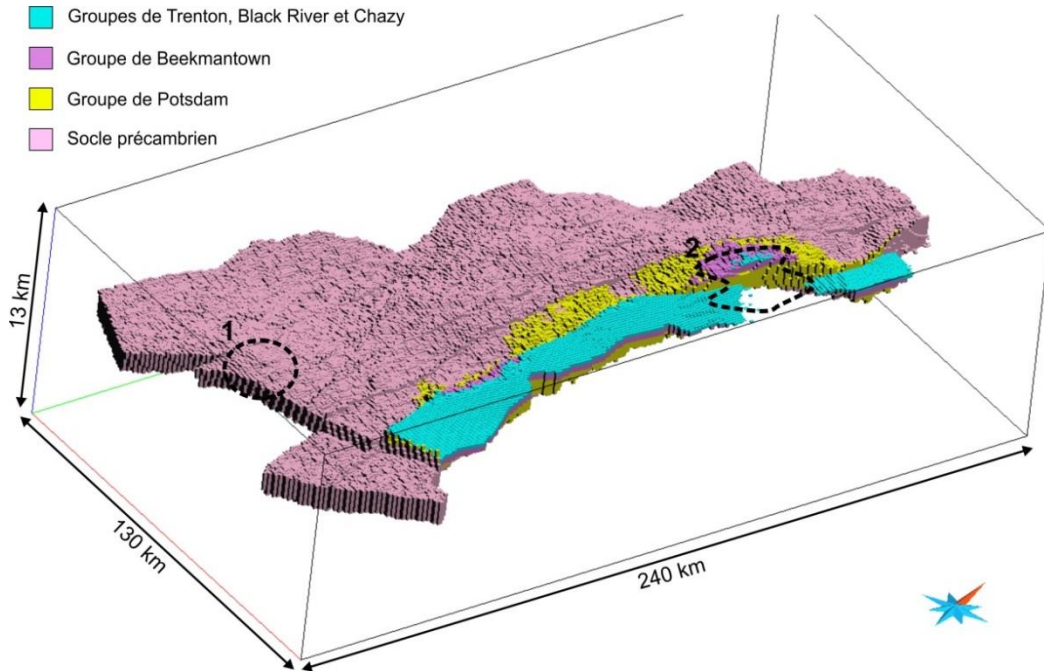 Groupes de Trenton, Black River et Chazy
Groupe de Beekmantown
Groupe de Potsdam
Socle précambrien
2
13 km
1
130 km
240 km